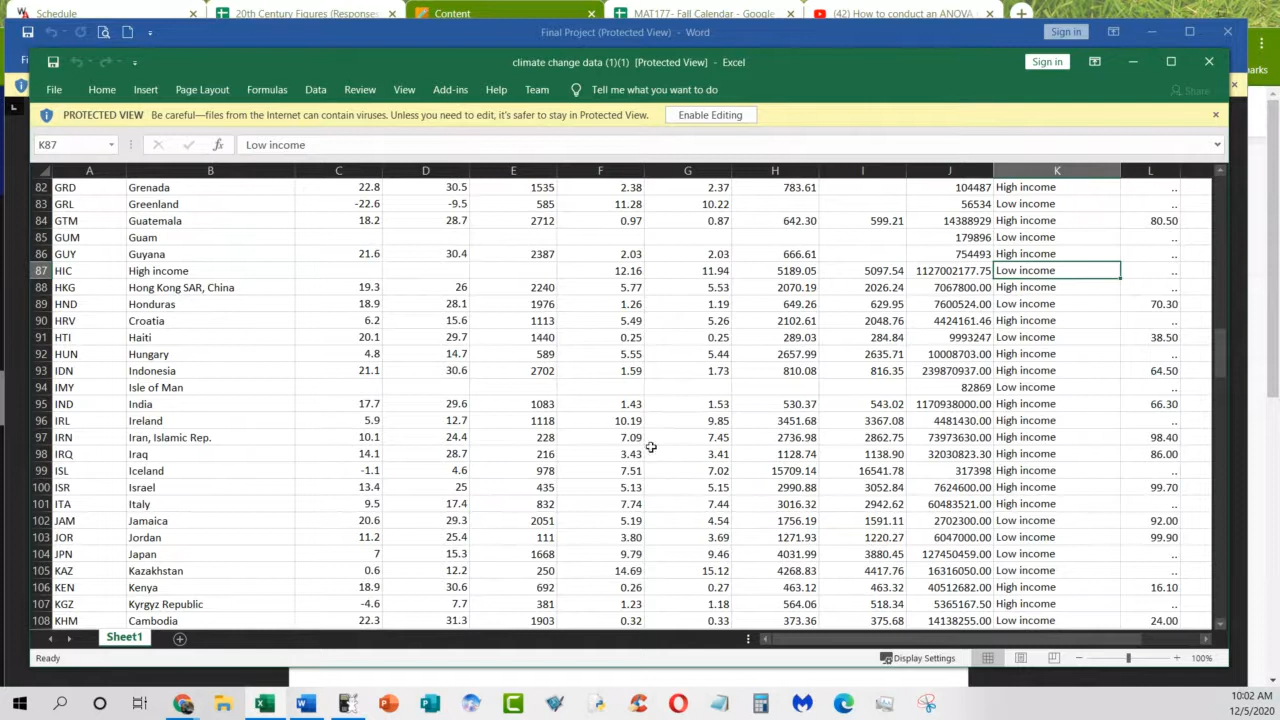 Schedule 20th Century Figures (Responses Content MAT177- Fall Calendar - Google (42) How to conduct an ANOVA
Final Project (Protected View) - Word Sign in
climate change data (1)(1) [Protected View] - Excel Sign in
File Home Insert Page Layout Formulas Data Review View Add-ins Help Team Tell me what you want to do Share
PROTECTED VIEW Be careful—files from the Internet can contain viruses. Unless you need to edit, it's safer to stay in Protected View. Enable Editing
K87 fx Low income
A B C D E F G H I J K L
82 GRD Grenada 22.8 30.5 1535 2.38 2.37 783.61 104487 High income ..
83 GRL Greenland -22.6 -9.5 585 11.28 10.22 56534 Low income ..
84 GTM Guatemala 18.2 28.7 2712 0.97 0.87 642.30 599.21 14388929 High income 80.50
85 GUM Guam 179896 Low income ..
86 GUY Guyana 21.6 30.4 2387 2.03 2.03 666.61 754493 High income ..
87 HIC High income 12.16 11.94 5189.05 5097.54 1127002177.75 Low income ..
88 HKG Hong Kong SAR, China 19.3 26 2240 5.77 5.53 2070.19 2026.24 7067800.00 High income ..
89 HND Honduras 18.9 28.1 1976 1.26 1.19 649.26 629.95 7600524.00 Low income 70.30
90 HRV Croatia 6.2 15.6 1113 5.49 5.26 2102.61 2048.76 4424161.46 High income ..
91 HTI Haiti 20.1 29.7 1440 0.25 0.25 289.03 284.84 9993247 Low income 38.50
92 HUN Hungary 4.8 14.7 589 5.55 5.44 2657.99 2635.71 10008703.00 High income ..
93 IDN Indonesia 21.1 30.6 2702 1.59 1.73 810.08 816.35 239870937.00 High income 64.50
94 IMY Isle of Man 82869 Low income ..
95 IND India 17.7 29.6 1083 1.43 1.53 530.37 543.02 1170938000.00 High income 66.30
96 IRL Ireland 5.9 12.7 1118 10.19 9.85 3451.68 3367.08 4481430.00 High income ..
97 IRN Iran, Islamic Rep. 10.1 24.4 228 7.09 7.45 2736.98 2862.75 73973630.00 High income 98.40
98 IRQ Iraq 14.1 28.7 216 3.43 3.41 1128.74 1138.90 32030823.30 High income 86.00
99 ISL Iceland -1.1 4.6 978 7.51 7.02 15709.14 16541.78 317398 High income ..
100 ISR Israel 13.4 25 435 5.13 5.15 2990.88 3052.84 7624600.00 High income 99.70
101 ITA Italy 9.5 17.4 832 7.74 7.44 3016.32 2942.62 60483521.00 High income ..
102 JAM Jamaica 20.6 29.3 2051 5.19 4.54 1756.19 1591.11 2702300.00 Low income 92.00
103 JOR Jordan 11.2 25.4 111 3.80 3.69 1271.93 1220.27 6047000.00 Low income 99.90
104 JPN Japan 7 15.3 1668 9.79 9.46 4031.99 3880.45 127450459.00 Low income ..
105 KAZ Kazakhstan 0.6 12.2 250 14.69 15.12 4268.83 4417.76 16316050.00 Low income ..
106 KEN Kenya 18.9 30.6 692 0.26 0.27 463.12 463.32 40512682.00 High income 16.10
107 KGZ Kyrgyz Republic -4.6 7.7 381 1.23 1.18 564.06 518.34 5365167.50 High income ..
108 KHM Cambodia 22.3 31.3 1903 0.32 0.33 373.36 375.68 14138255.00 Low income 24.00
Sheet1
Ready Display Settings 100%
10:02 AM
12/5/2020